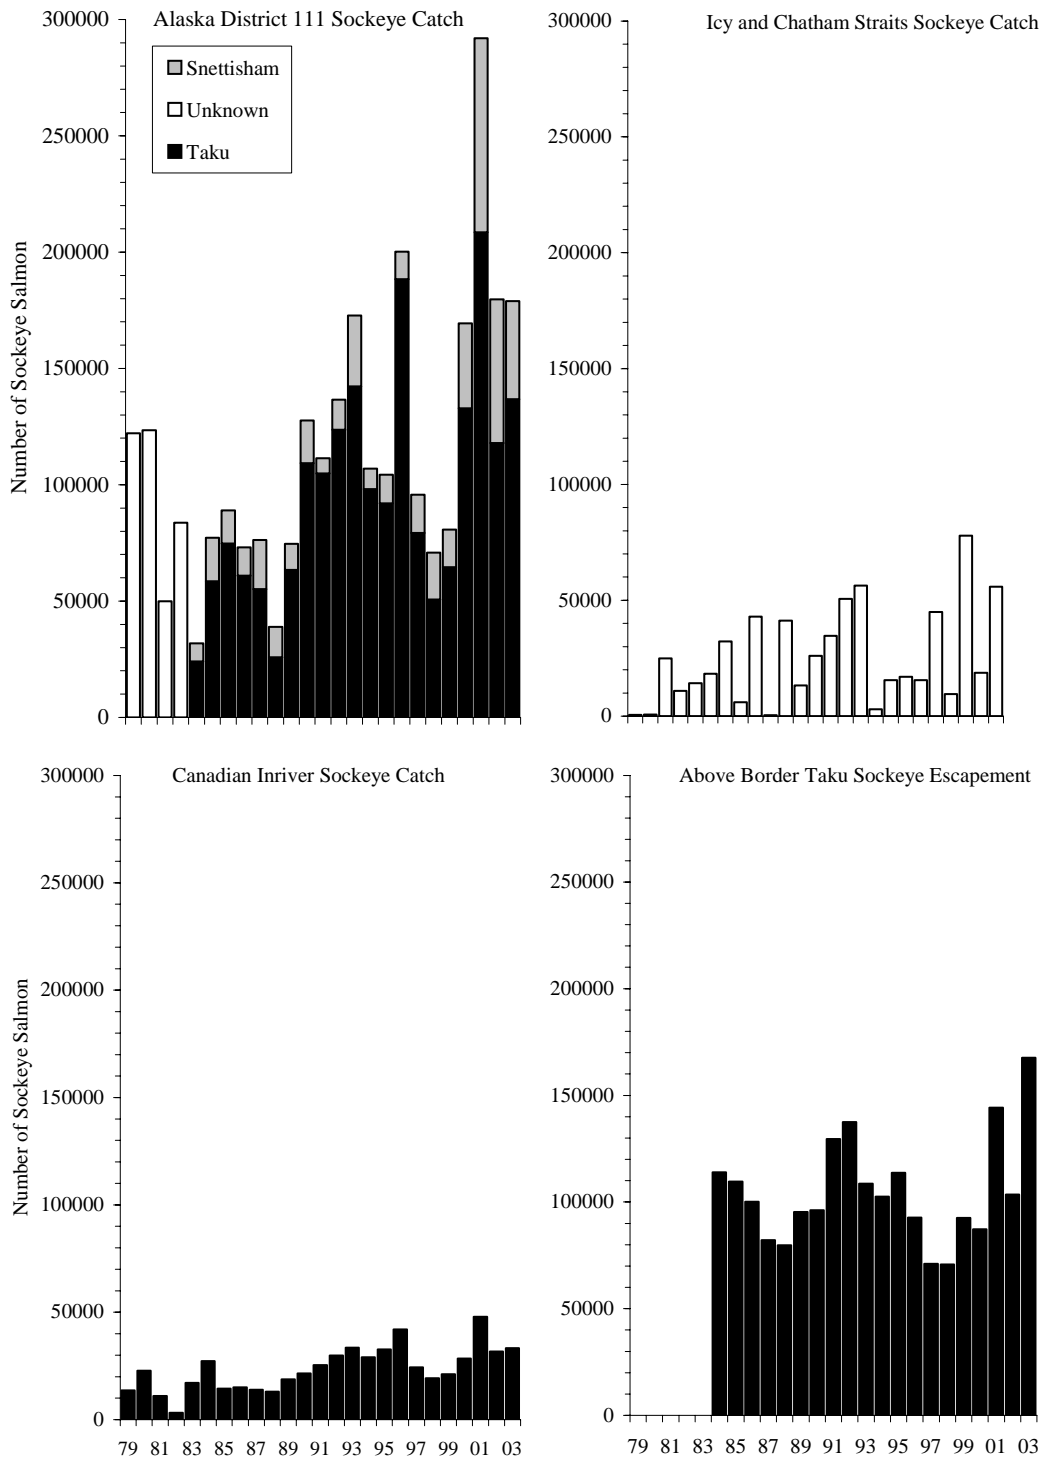 Alaska District 111 Sockeye Catch
300000
250000
200000
150000
100000
50000
0
Number of Sockeye Salmon
Snettisham
Unknown
Taku
Icy and Chatham Straits Sockeye Catch
300000
250000
200000
150000
100000
50000
0
Canadian Inriver Sockeye Catch
300000
250000
200000
150000
100000
50000
0
Number of Sockeye Salmon
79 81 83 85 87 89 91 93 95 97 99 01 03
Above Border Taku Sockeye Escapement
300000
250000
200000
150000
100000
50000
0
79 81 83 85 87 89 91 93 95 97 99 01 03